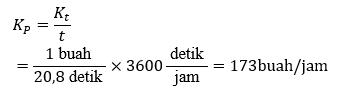 K_P = K_t / t
= 1 buah / 20,8 detik × 3600 detik / jam = 173buah/jam